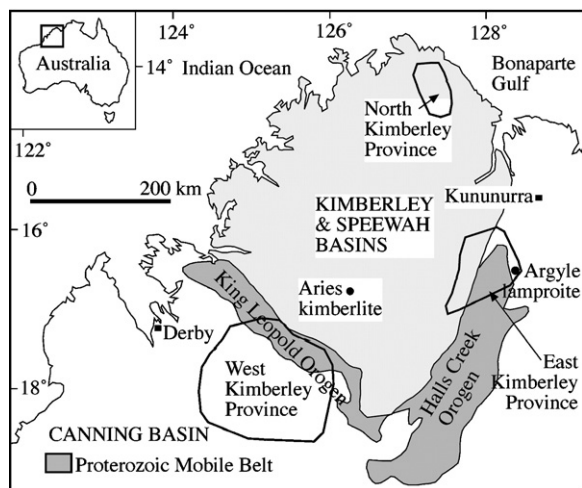 124°
126°
128°
Australia
14°
Indian Ocean
Bonaparte
Gulf
North
Kimberley
Province
122°
0
200 km
KIMBERLEY
& SPEEWAH
BASINS
Kununurra
16°
Aries
kimberlite
Argyle
lamproite
King Leopold Orogen
Derby
West
Kimberley
Province
Halls Creek
Orogen
East
Kimberley
Province
18°
CANNING BASIN
Proterozoic Mobile Belt